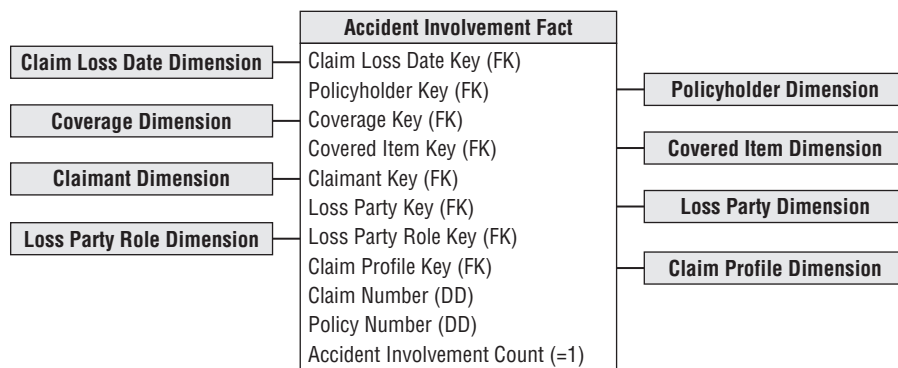 Accident Involvement Fact
Claim Loss Date Dimension
Claim Loss Date Key (FK)
Policyholder Key (FK)
Policyholder Dimension
Coverage Dimension
Coverage Key (FK)
Covered Item Key (FK)
Covered Item Dimension
Claimant Dimension
Claimant Key (FK)
Loss Party Key (FK)
Loss Party Dimension
Loss Party Role Dimension
Loss Party Role Key (FK)
Claim Profile Key (FK)
Claim Profile Dimension
Claim Number (DD)
Policy Number (DD)
Accident Involvement Count (=1)